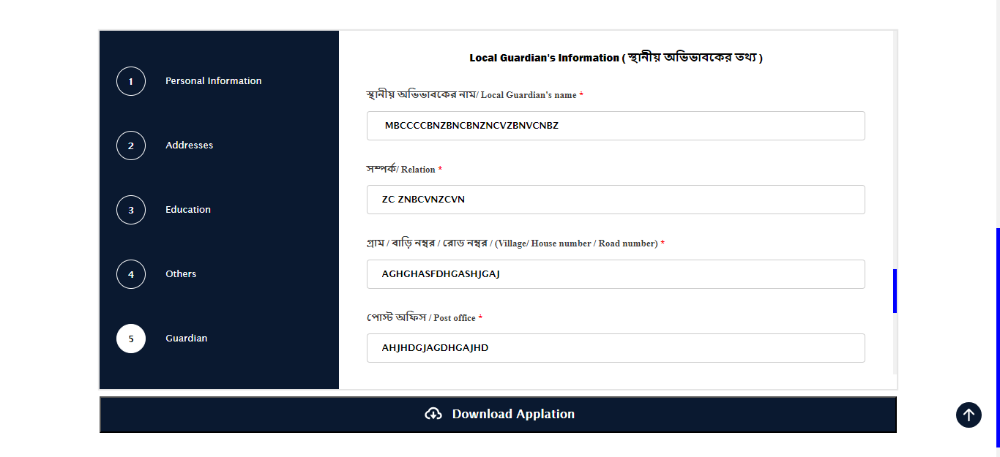 1 Personal Information
2 Addresses
3 Education
4 Others
5 Guardian
Local Guardian's Information ( স্থানীয় অভিভাবকের তথ্য )
স্থানীয় অভিভাবকের নাম/ Local Guardian's name *
MBCCCCBNZBNCBNZNCVZBNVCNBZ
সম্পর্ক/ Relation *
ZC ZNBCVNZCVN
গ্রাম / বাড়ি নম্বর / রোড নম্বর / (Village/ House number / Road number) *
AGHGHASFDHGASHJGAJ
পোস্ট অফিস / Post office *
AHJHDGJAGDHGAJHD
Download Applation